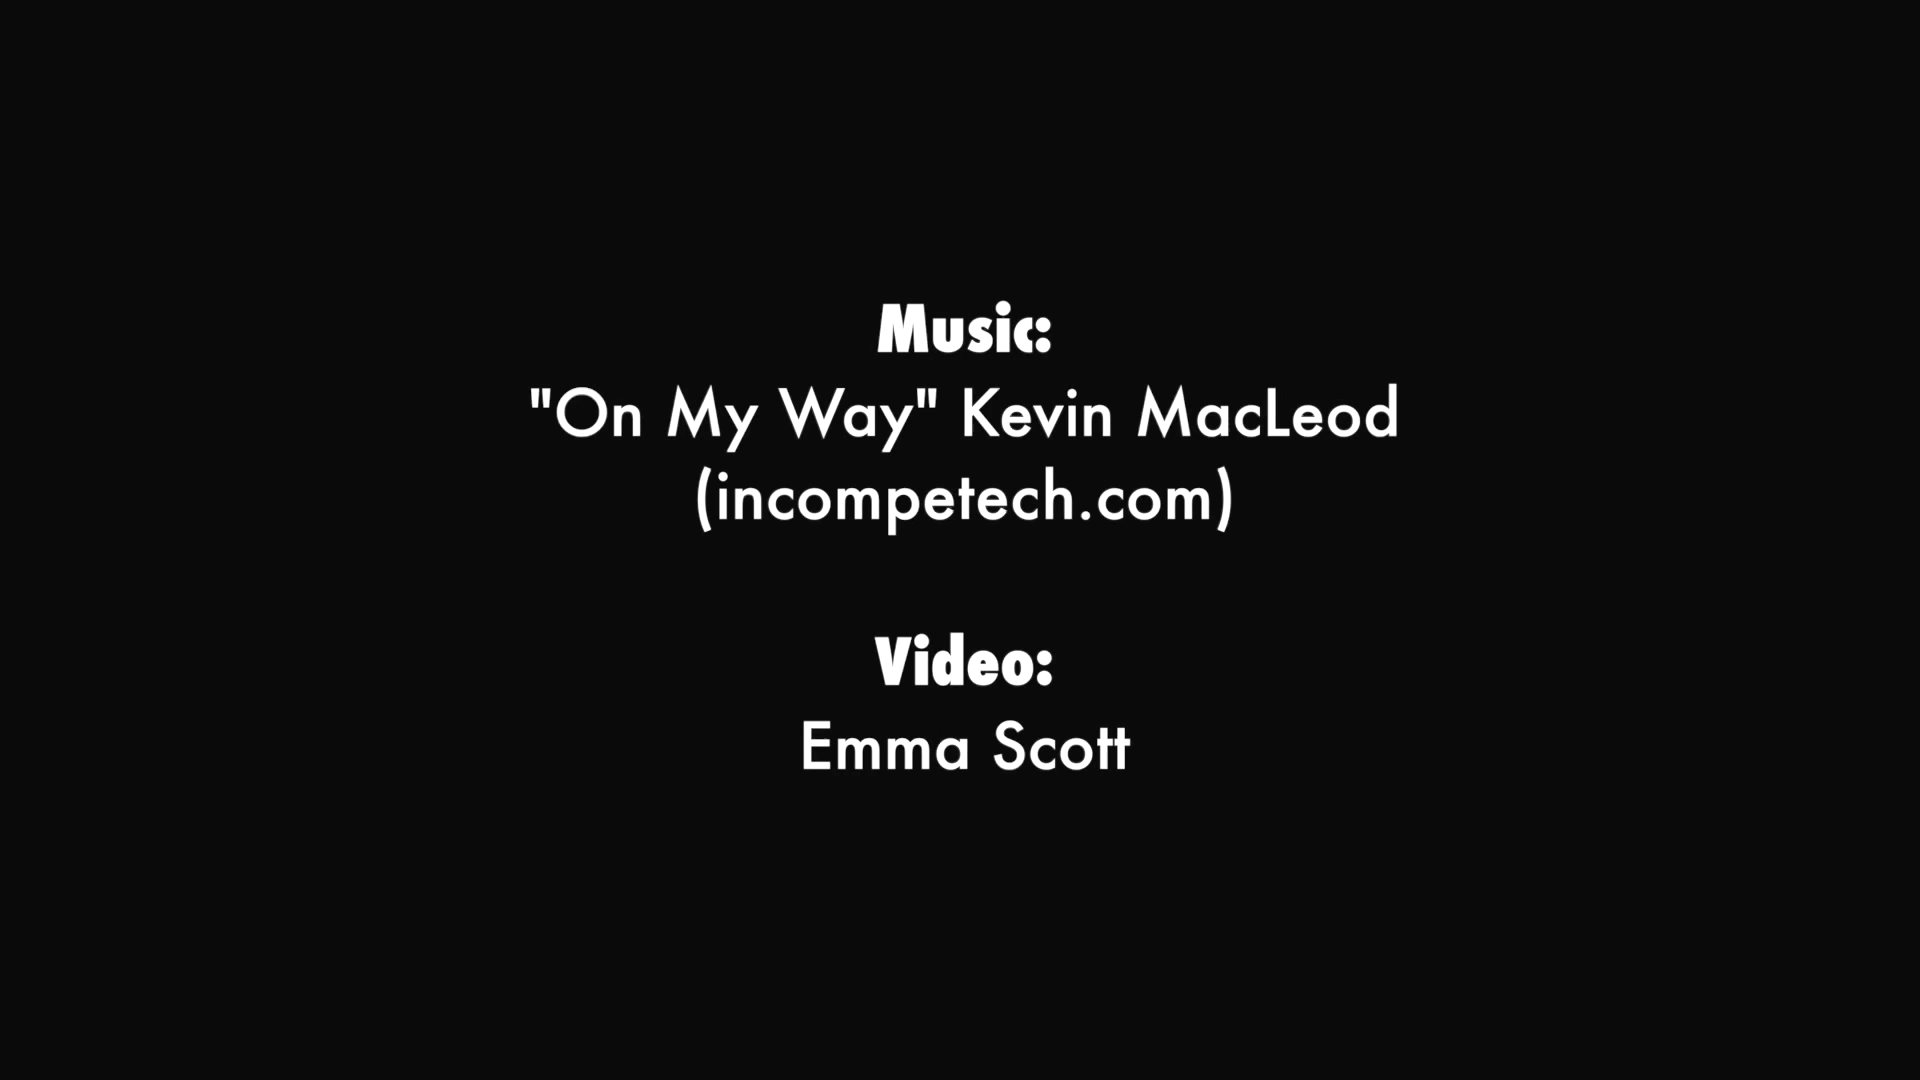 Music:
"On My Way" Kevin MacLeod
(incompetech.com)
Video:
Emma Scott